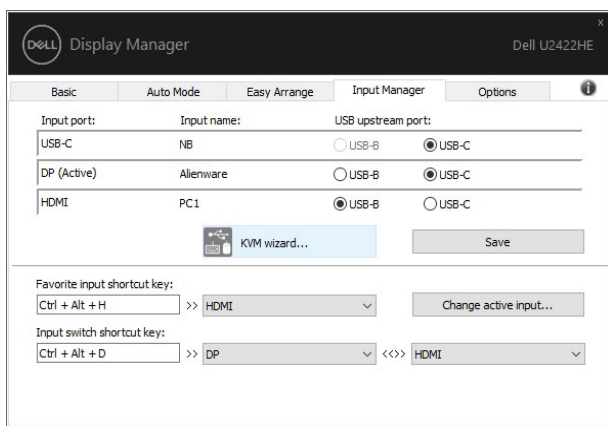 x
DELL Display Manager Dell U2422HE
Basic Auto Mode Easy Arrange Input Manager Options i
Input port: Input name: USB upstream port:
USB-C NB USB-B USB-C
DP (Active) Alienware USB-B USB-C
HDMI PC1 USB-B USB-C
KVM wizard... Save
Favorite input shortcut key:
Ctrl + Alt + H >> HDMI Change active input...
Input switch shortcut key:
Ctrl + Alt + D >> DP <<>> HDMI